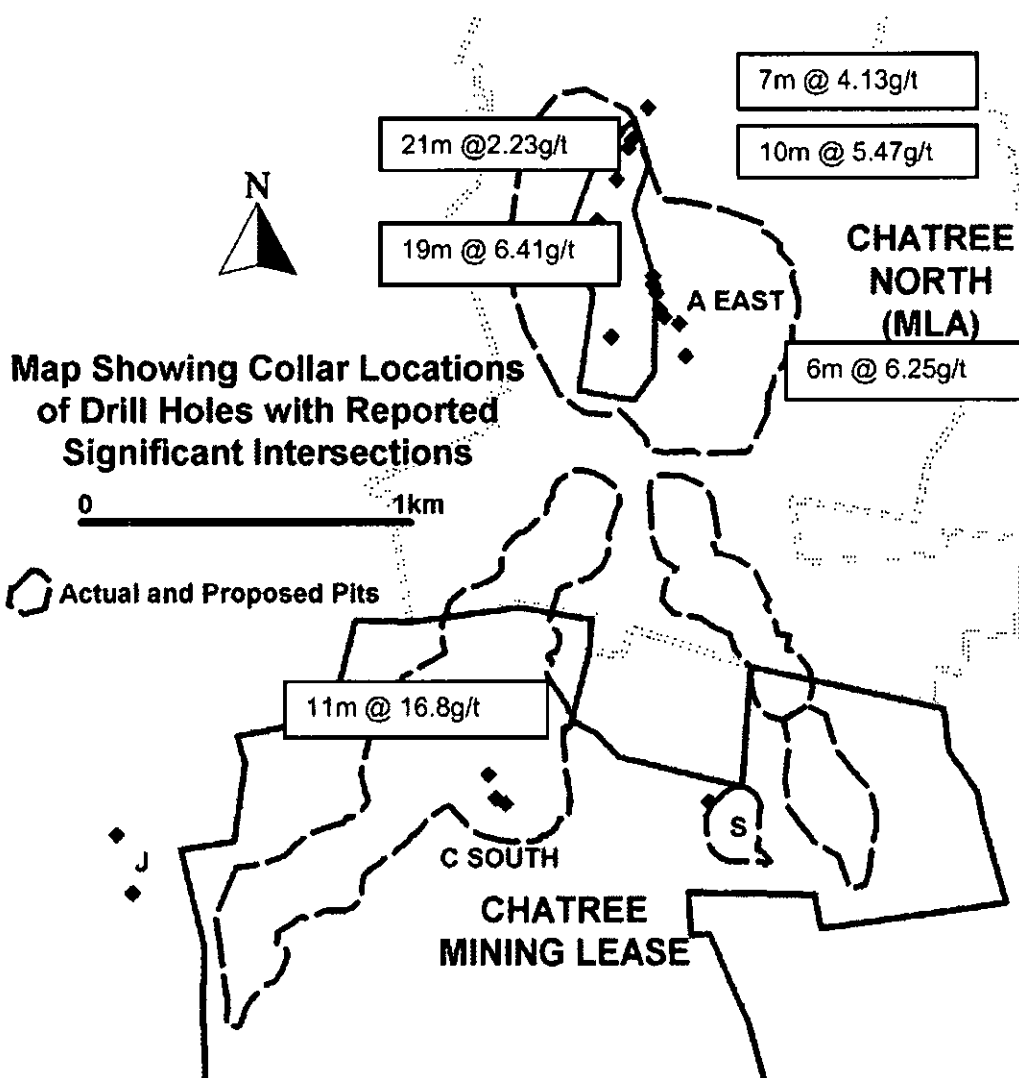 7m @ 4.13g/t
21m @2.23g/t
10m @ 5.47g/t
N
19m @ 6.41g/t
CHATREE
NORTH
(MLA)
A EAST
6m @ 6.25g/t
Map Showing Collar Locations
of Drill Holes with Reported
Significant Intersections
0 1km
Actual and Proposed Pits
11m @ 16.8g/t
J
C SOUTH
S
CHATREE
MINING LEASE